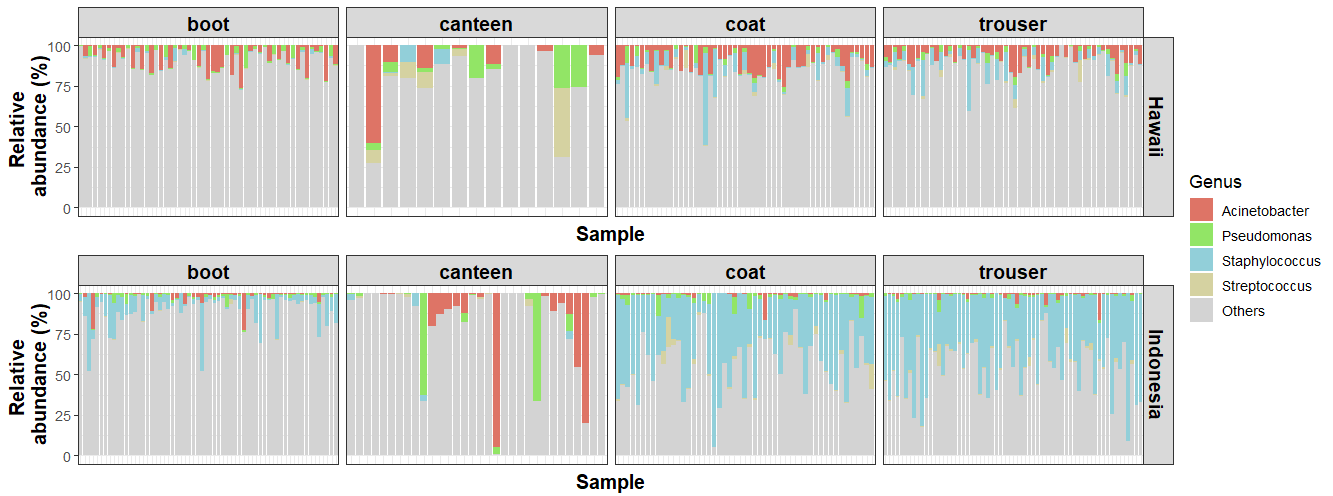 boot canteen coat trouser
Relative
abundance (%)
100
75
50
25
0
Hawaii
Sample
boot canteen coat trouser
Relative
abundance (%)
100
75
50
25
0
Indonesia
Sample
Genus
Acinetobacter
Pseudomonas
Staphylococcus
Streptococcus
Others